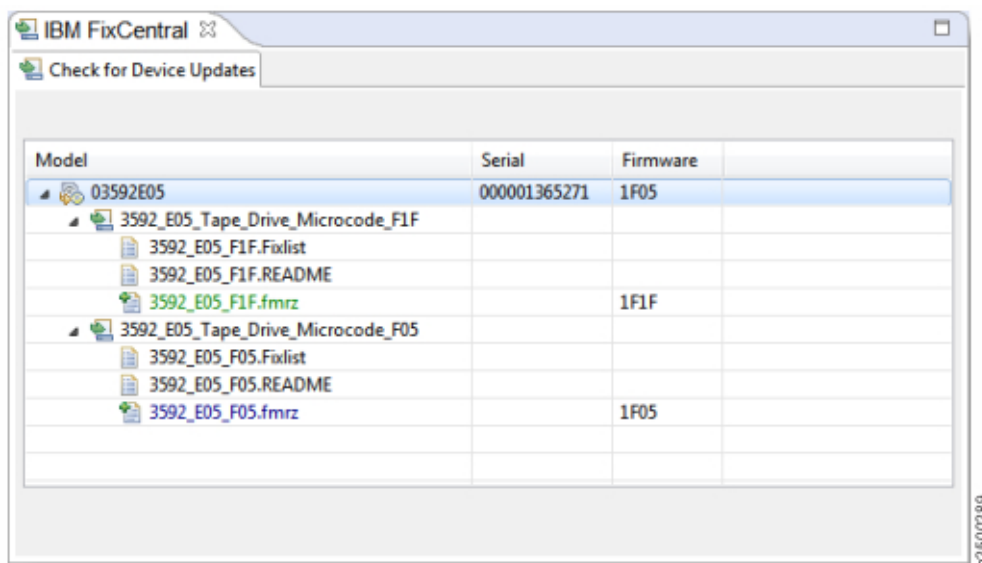 IBM FixCentral
Check for Device Updates
Model Serial Firmware
03592E05 000001365271 1F05
3592_E05_Tape_Drive_Microcode_F1F
3592_E05_F1F.Fixlist
3592_E05_F1F.README
3592_E05_F1F.fmrz 1F1F
3592_E05_Tape_Drive_Microcode_F05
3592_E05_F05.Fixlist
3592_E05_F05.README
3592_E05_F05.fmrz 1F05